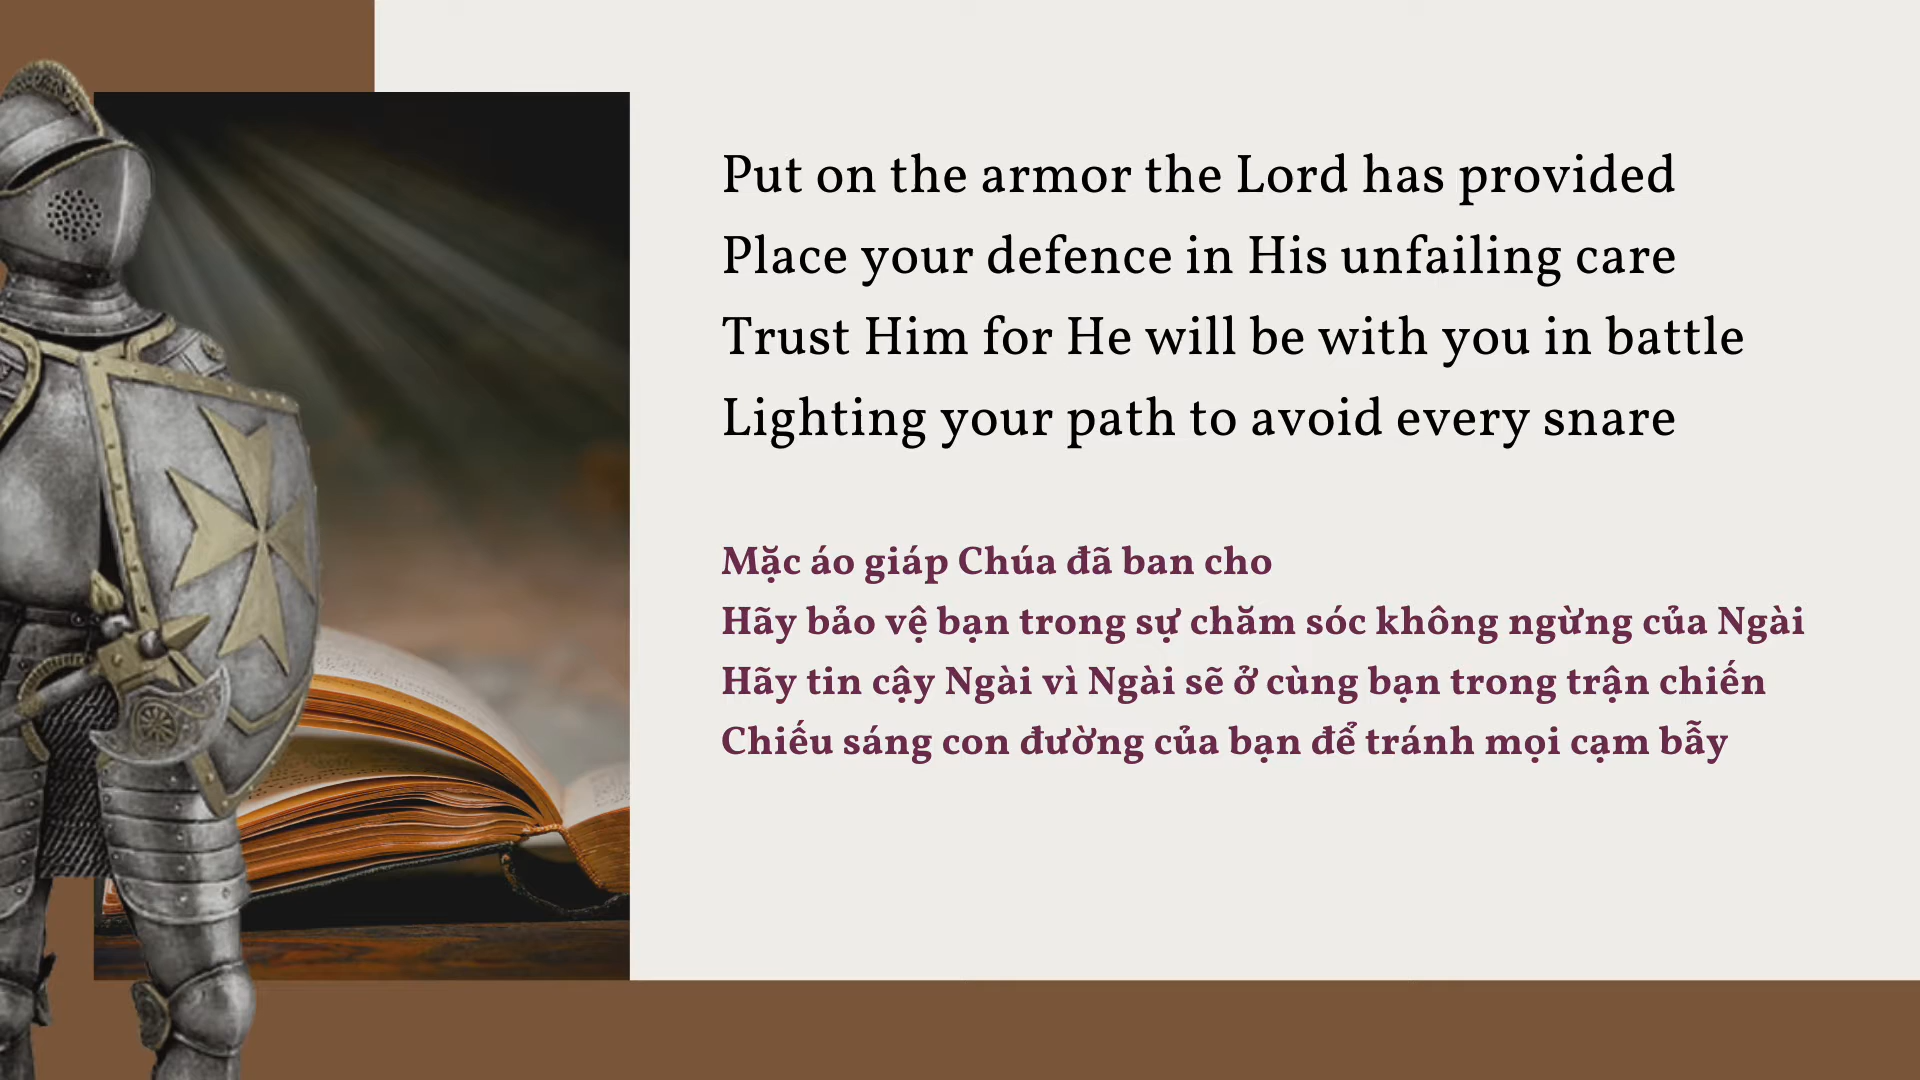 Put on the armor the Lord has provided
Place your defence in His unfailing care
Trust Him for He will be with you in battle
Lighting your path to avoid every snare
Mặc áo giáp Chúa đã ban cho
Hãy bảo vệ bạn trong sự chăm sóc không ngừng của Ngài
Hãy tin cậy Ngài vì Ngài sẽ ở cùng bạn trong trận chiến
Chiếu sáng con đường của bạn để tránh mọi cạm bẫy